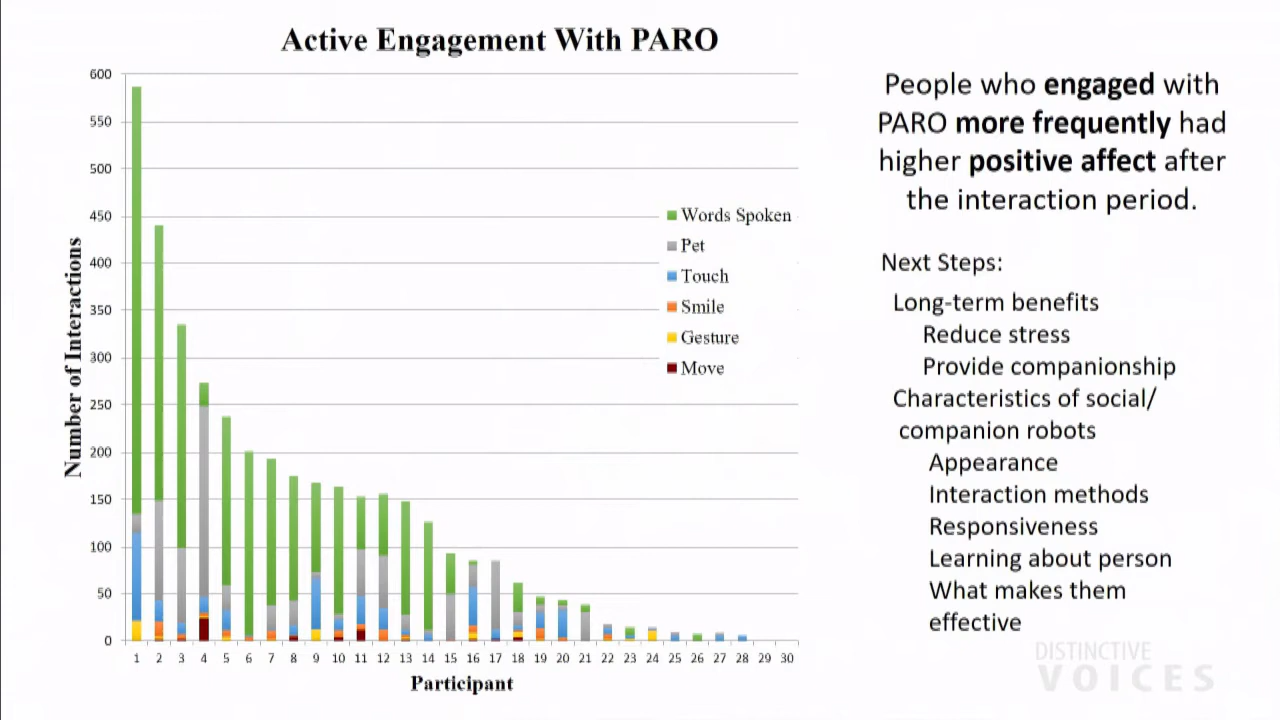 Active Engagement With PARO
600
550
500
450
400
350
300
250
200
150
100
50
0
Number of Interactions
1 2 3 4 5 6 7 8 9 10 11 12 13 14 15 16 17 18 19 20 21 22 23 24 25 26 27 28 29 30
Participant
Words Spoken
Pet
Touch
Smile
Gesture
Move
People who engaged with
PARO more frequently had
higher positive affect after
the interaction period.
Next Steps:
Long-term benefits
Reduce stress
Provide companionship
Characteristics of social/
companion robots
Appearance
Interaction methods
Responsiveness
Learning about person
What makes them
effective
DISTINCTIVE
VOICES